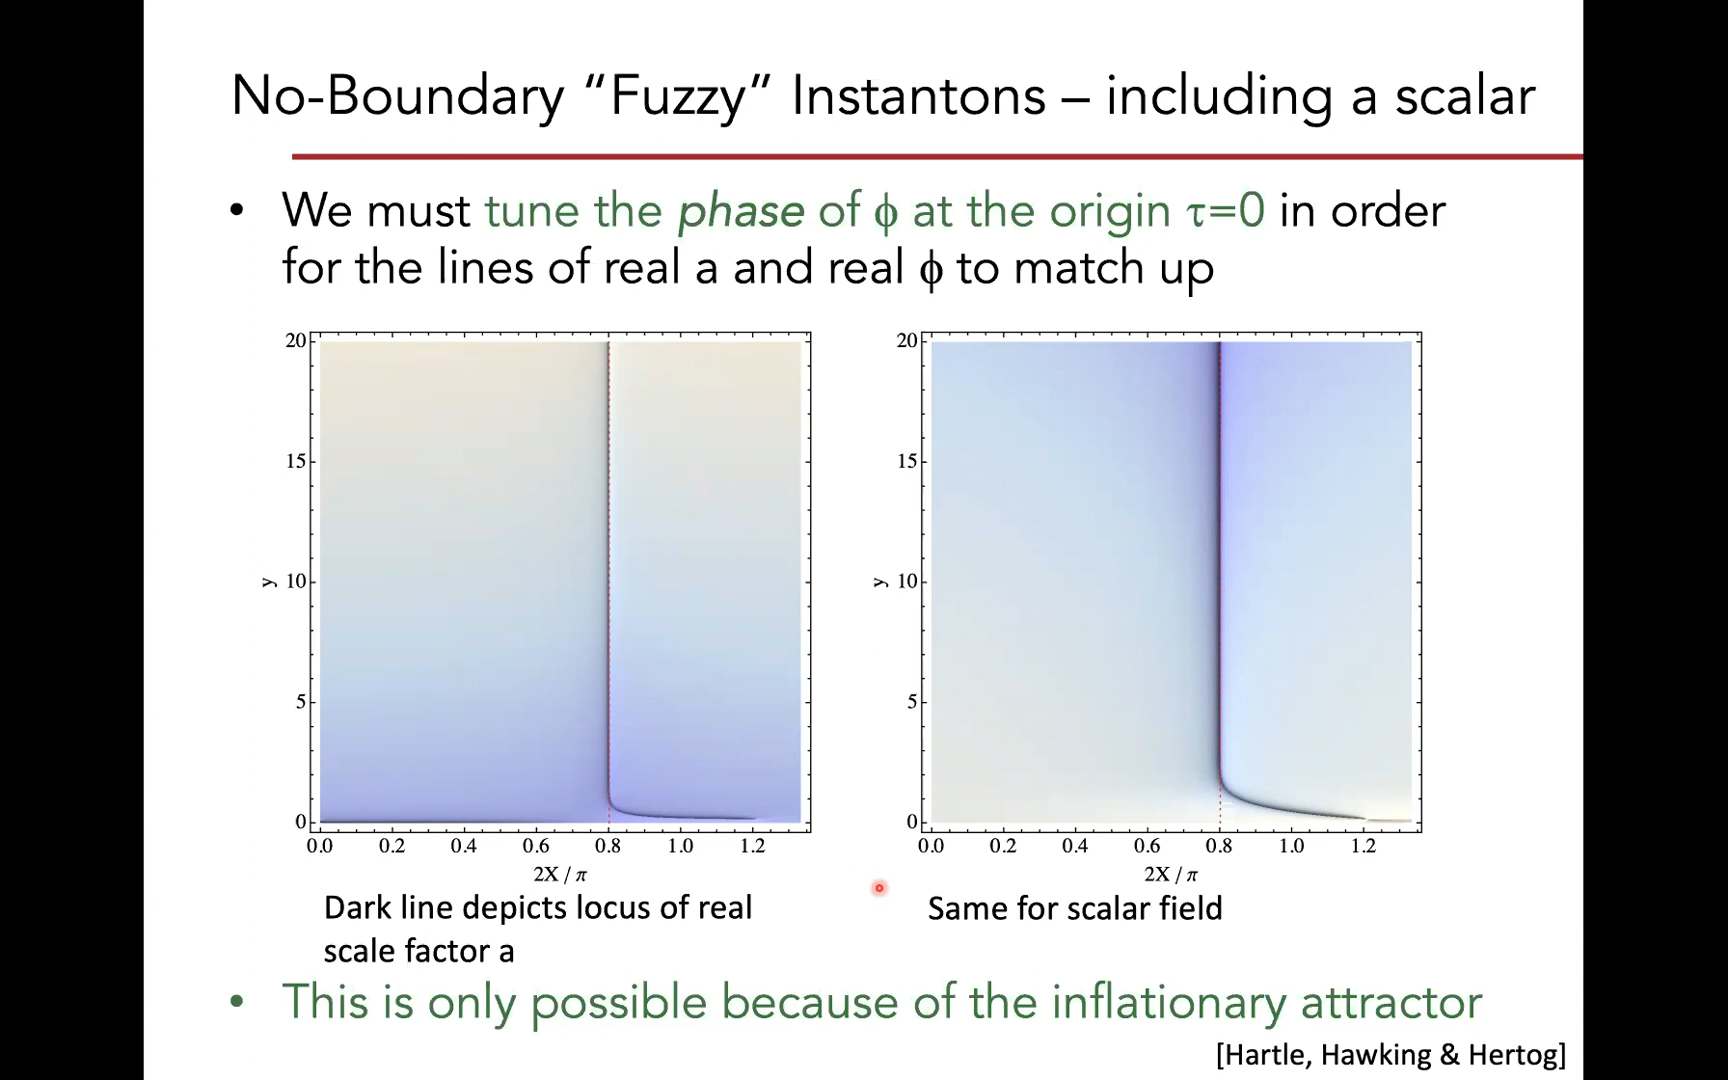 No-Boundary “Fuzzy” Instantons – including a scalar
• We must tune the phase of ϕ at the origin τ=0 in order
for the lines of real a and real ϕ to match up
20
15
10
5
0
y
0.0 0.2 0.4 0.6 0.8 1.0 1.2
2X / π
20
15
10
5
0
y
0.0 0.2 0.4 0.6 0.8 1.0 1.2
2X / π
Dark line depicts locus of real
scale factor a
Same for scalar field
• This is only possible because of the inflationary attractor
[Hartle, Hawking & Hertog]